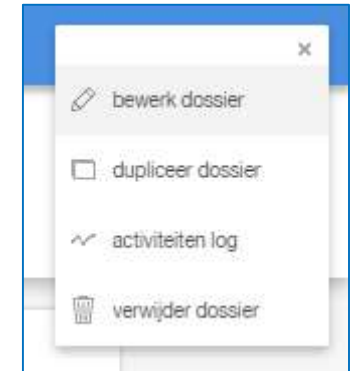 ×
bewerk dossier
dupliceer dossier
activiteiten log
verwijder dossier